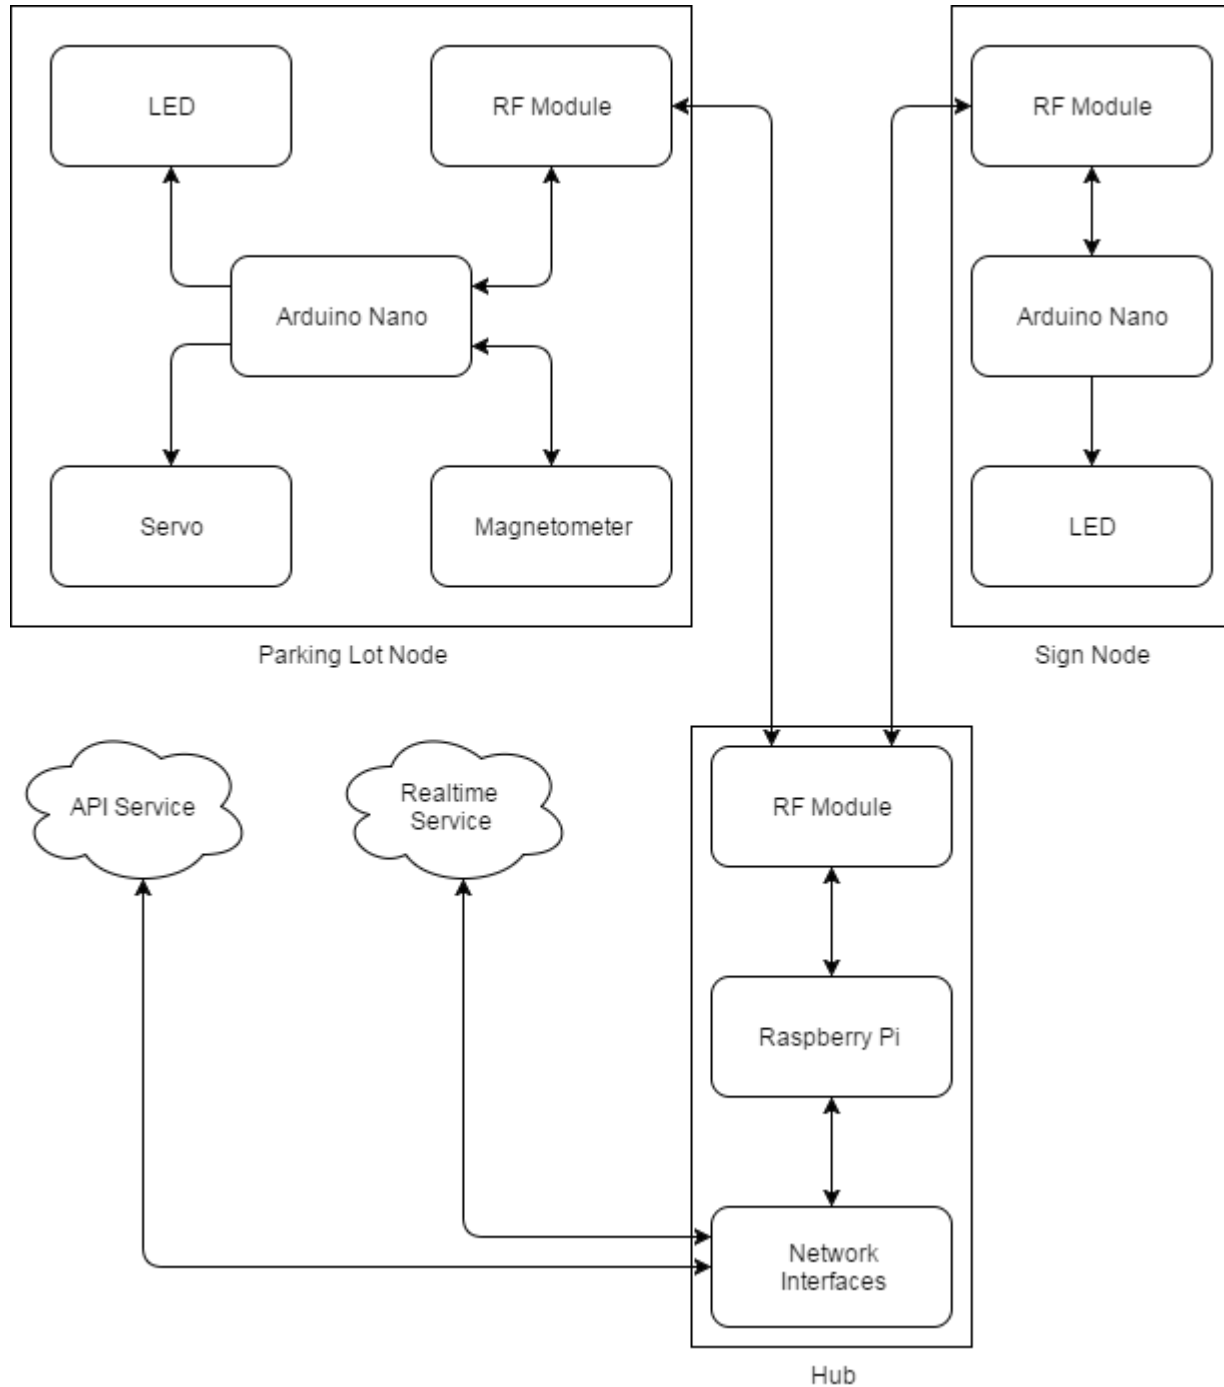 LED
RF Module
Arduino Nano
Servo
Magnetometer
Parking Lot Node
RF Module
Arduino Nano
LED
Sign Node
API Service
Realtime
Service
RF Module
Raspberry Pi
Network
Interfaces
Hub